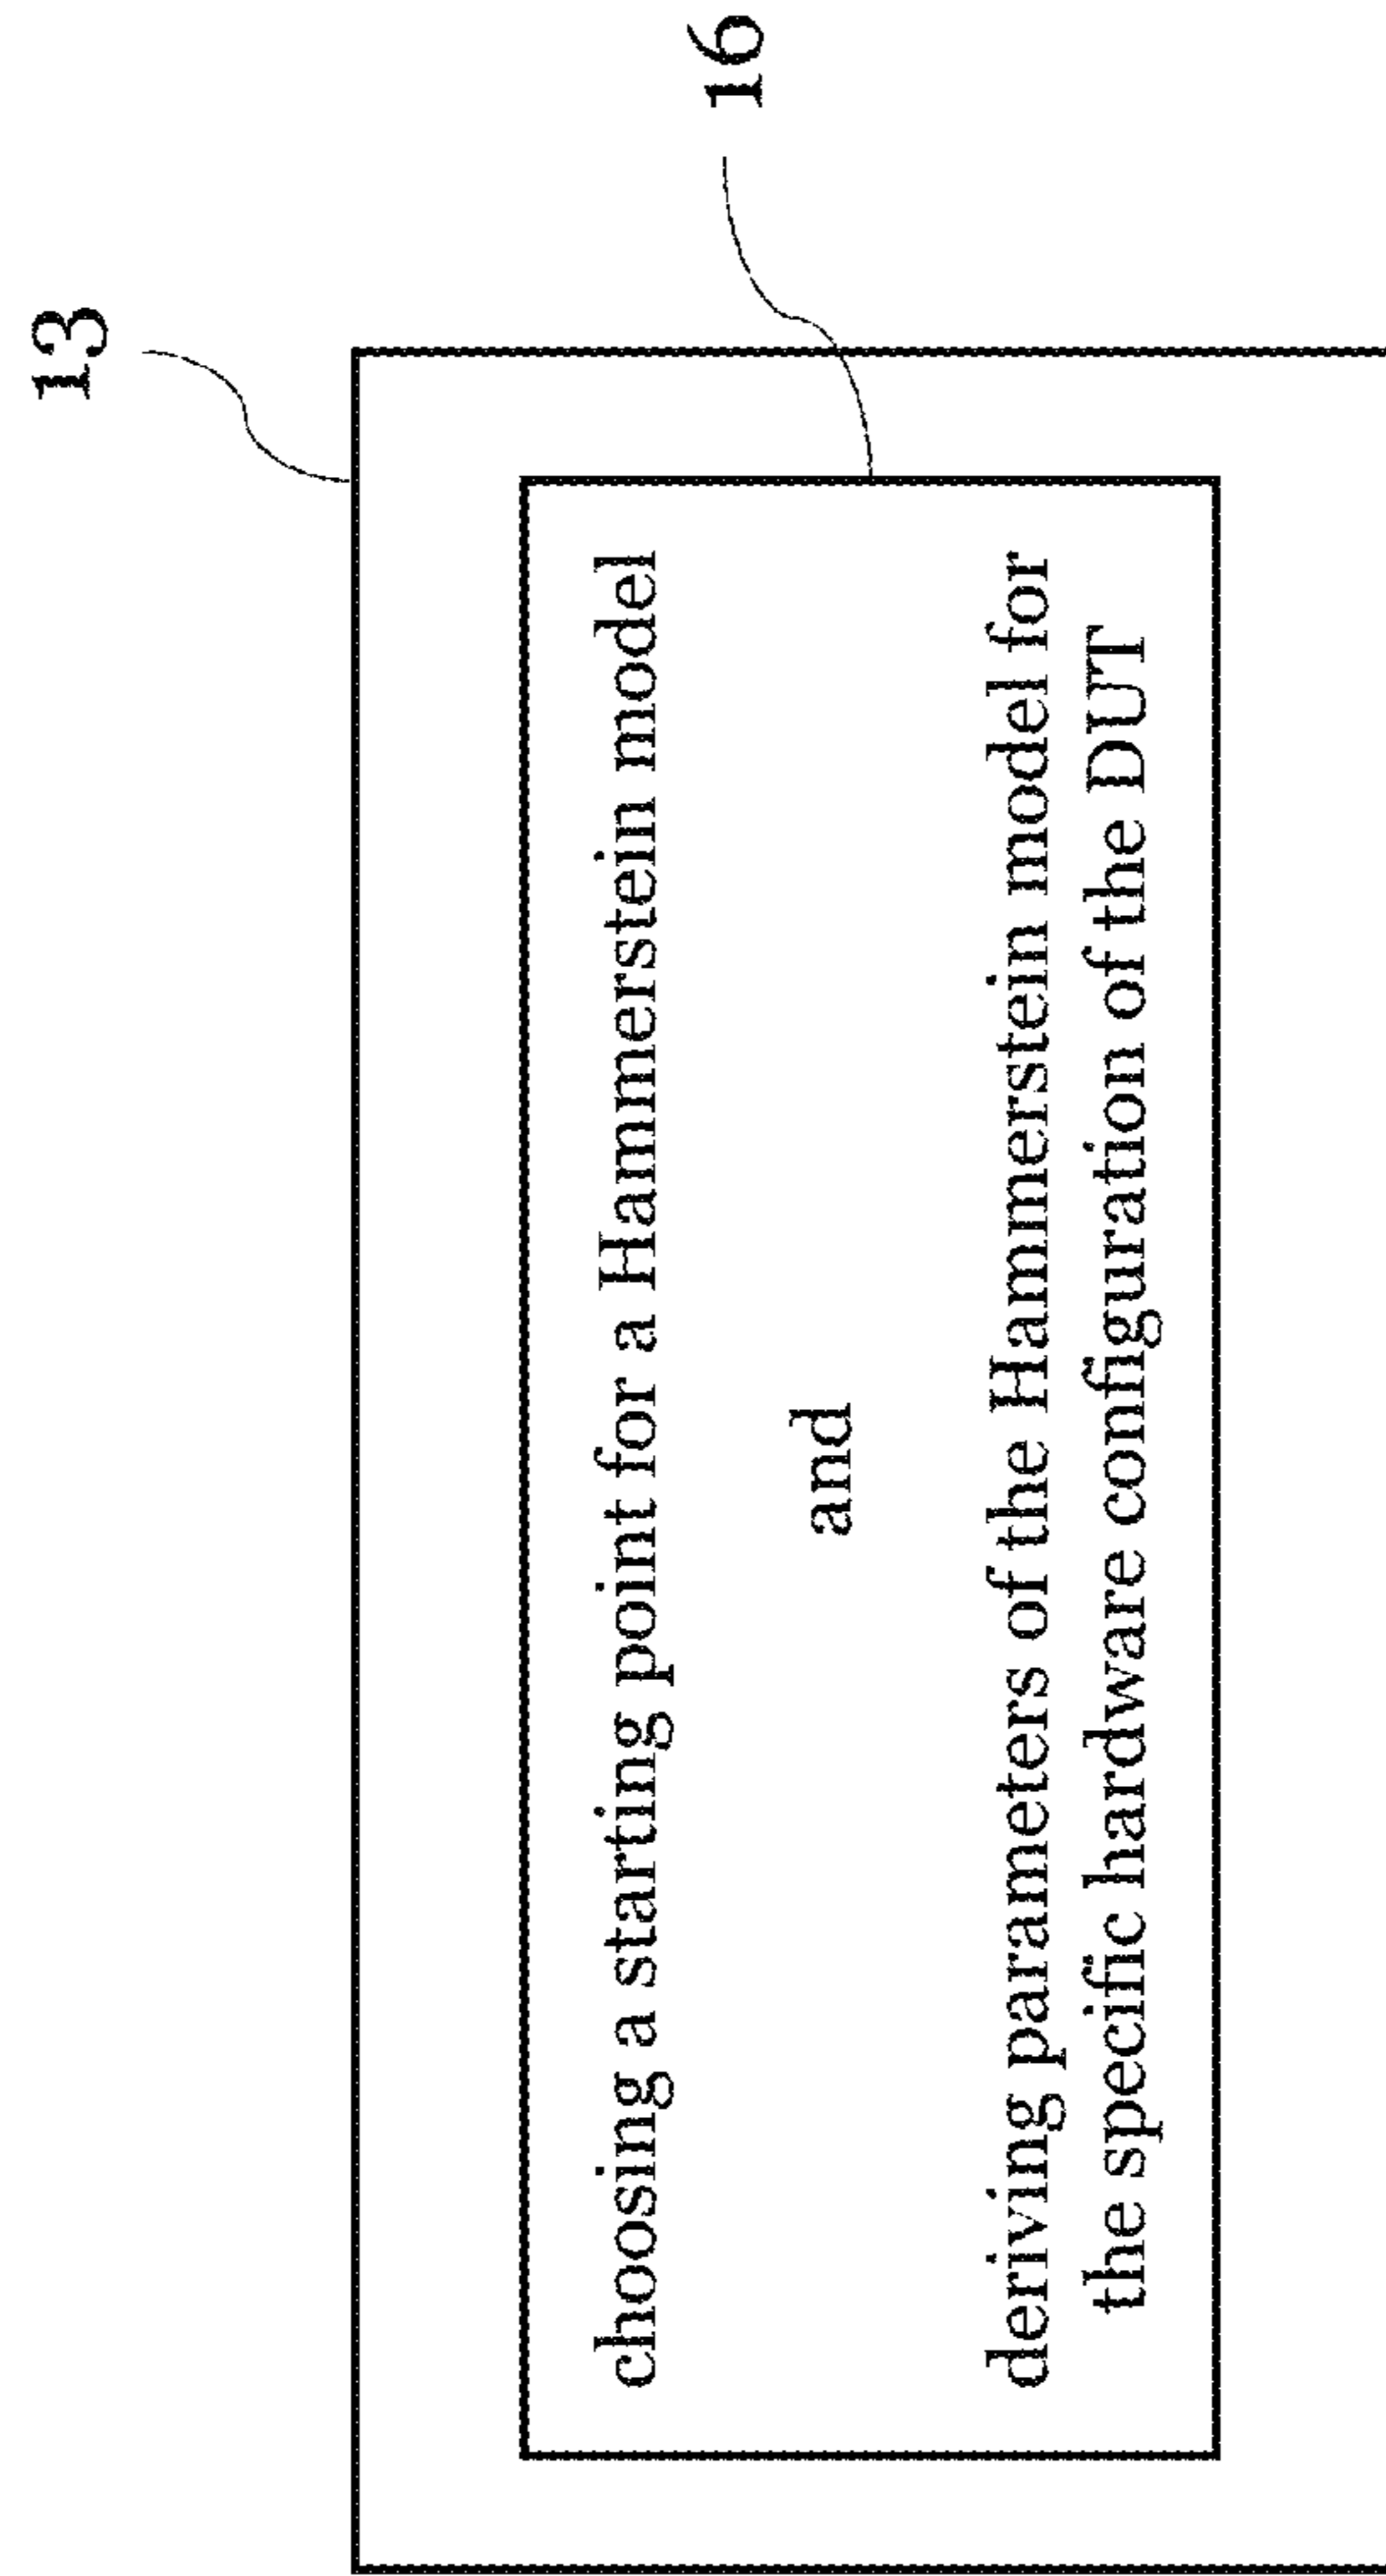 13
16
choosing a starting point for a Hammerstein model
and
deriving parameters of the Hammerstein model for
the specific hardware configuration of the DUT